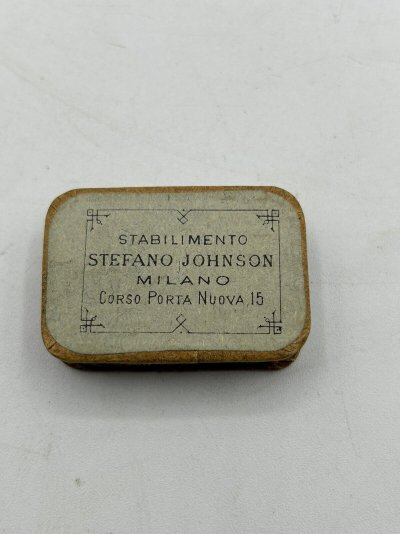 STABILIMENTO
STEFANO JOHNSON
MILANO
CORSO PORTA NUOVA 15